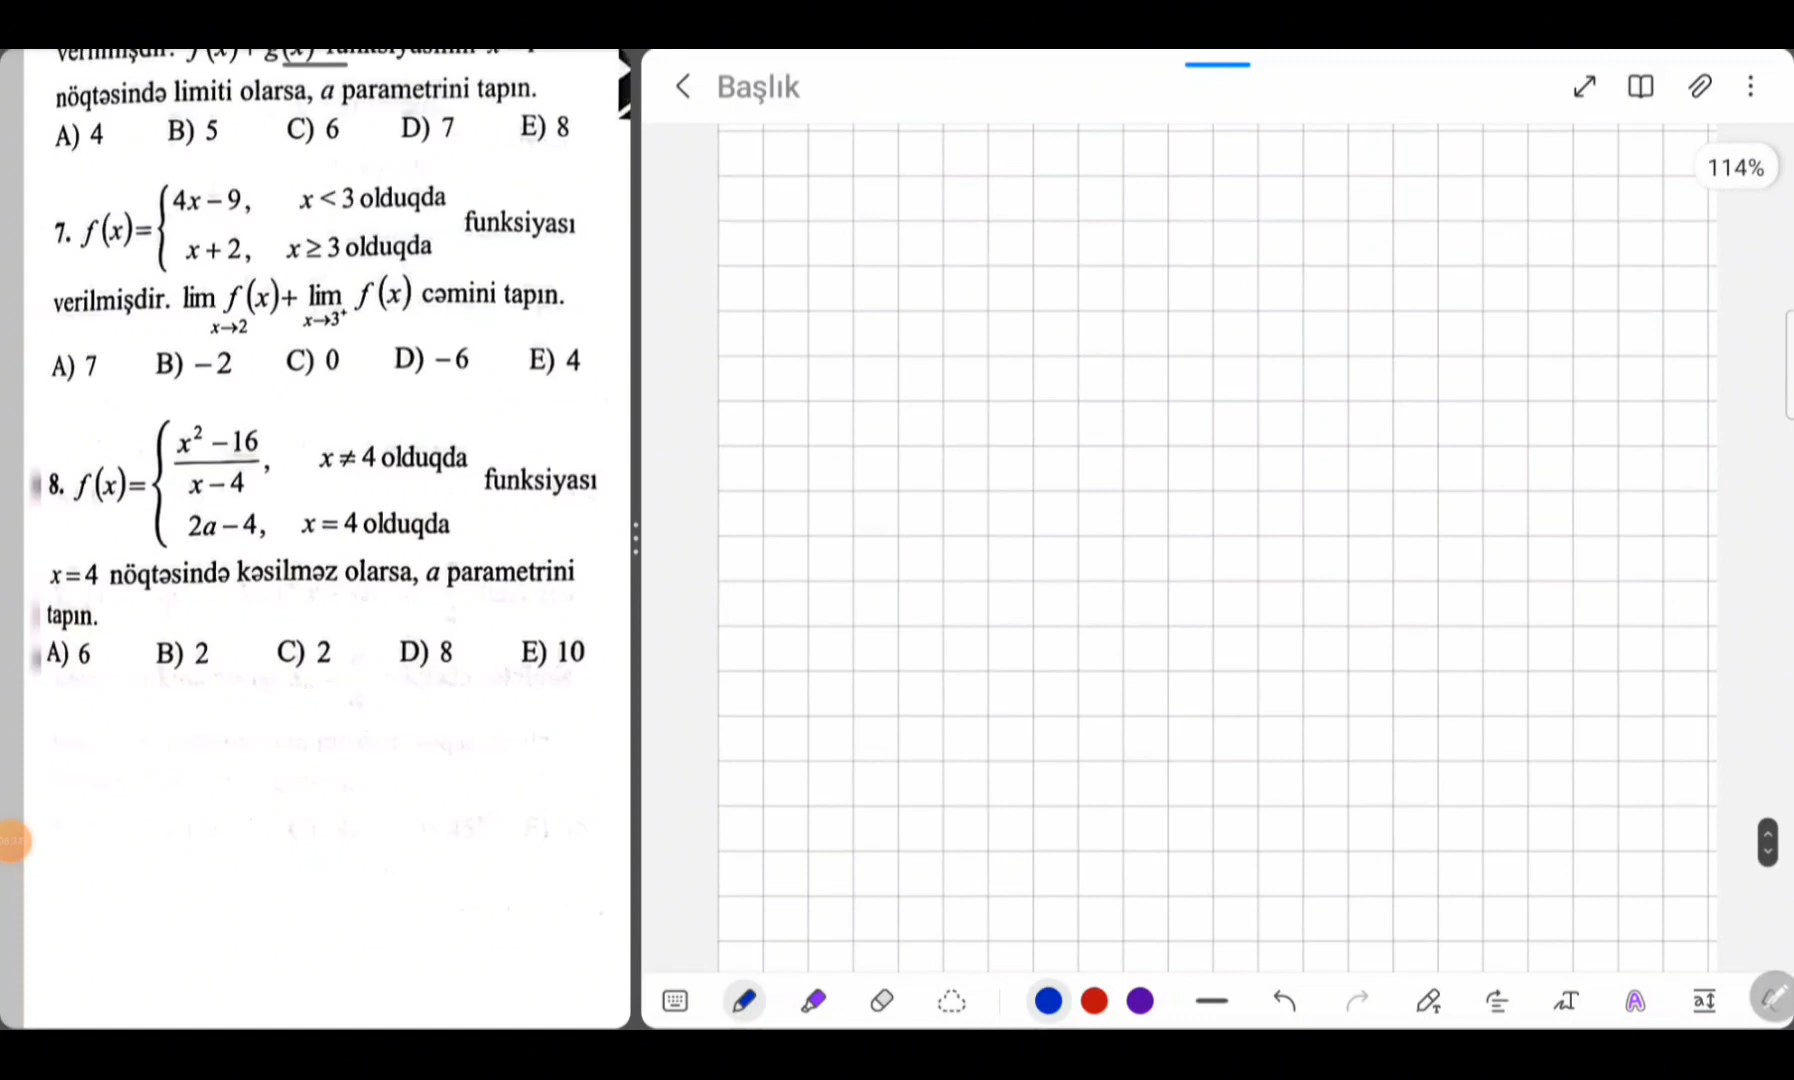 nöqtəsində limiti olarsa, a parametrini tapın.
A) 4 B) 5 C) 6 D) 7 E) 8
7. f(x)= { 4x − 9, x < 3 olduqda
x + 2, x ≥ 3 olduqda funksiyası
verilmişdir. lim x→2 f(x)+ lim x→3⁺ f(x) cəmini tapın.
A) 7 B) − 2 C) 0 D) − 6 E) 4
8. f(x)= { (x² − 16)/(x − 4), x ≠ 4 olduqda
2a − 4, x = 4 olduqda funksiyası
x = 4 nöqtəsində kəsilməz olarsa, a parametrini
tapın.
A) 6 B) 2 C) 2 D) 8 E) 10
Başlık
114%